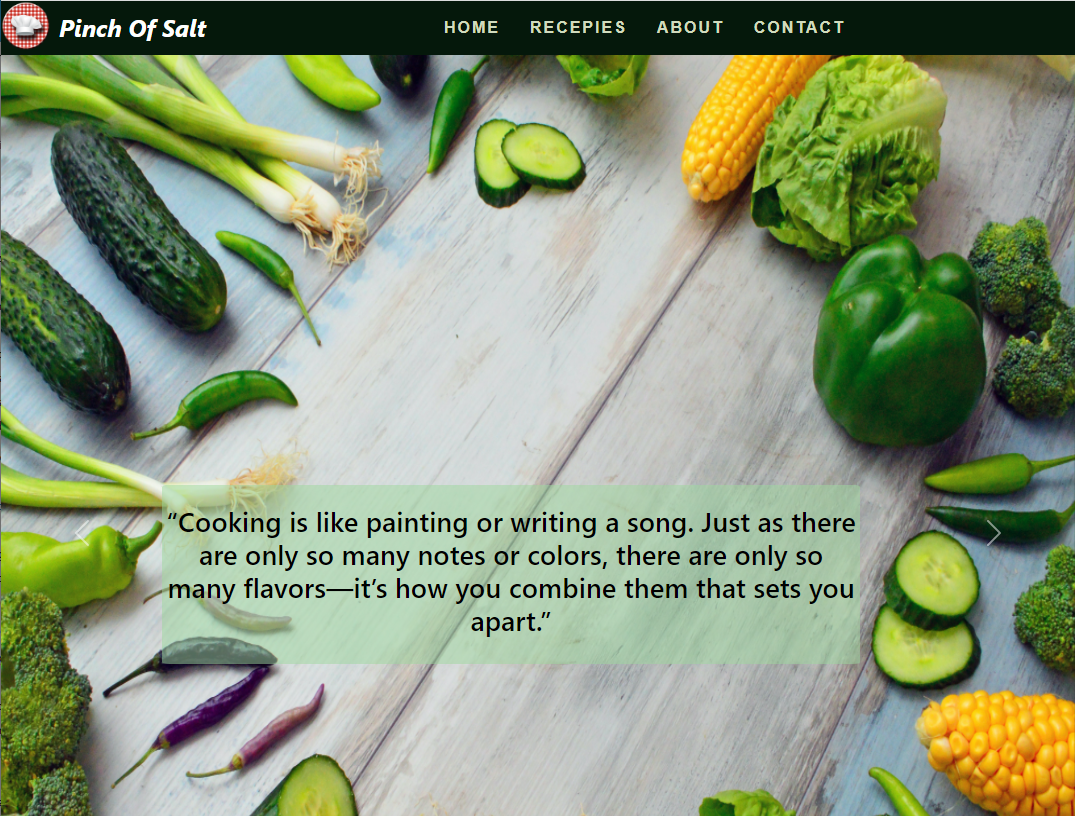 Pinch Of Salt
HOME RECEPIES ABOUT CONTACT
“Cooking is like painting or writing a song. Just as there
are only so many notes or colors, there are only so
many flavors—it’s how you combine them that sets you
apart.”